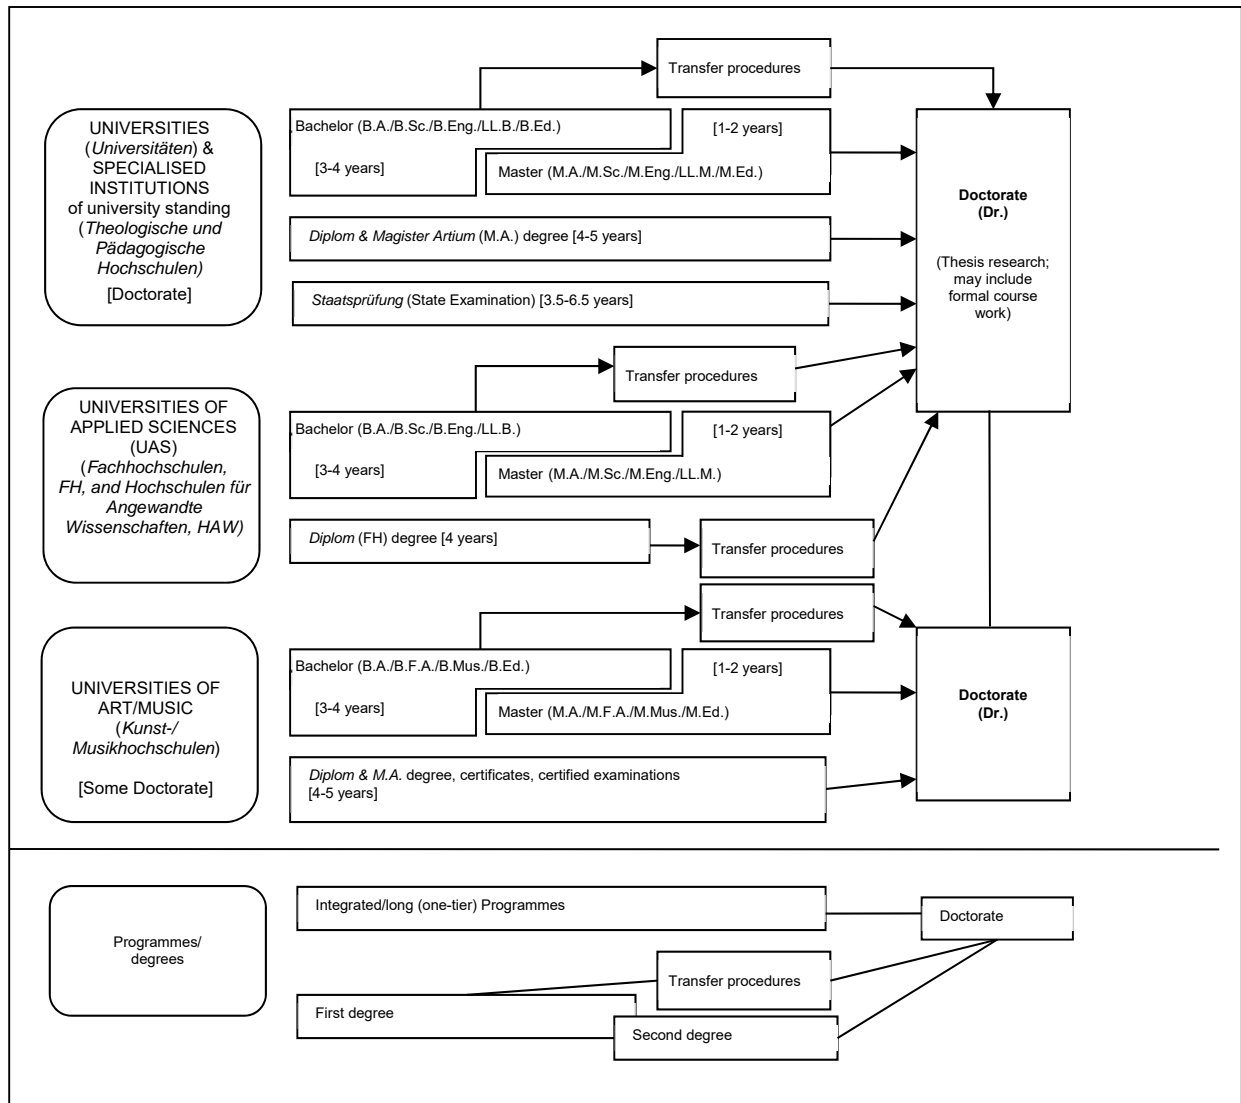 Transfer procedures
UNIVERSITIES
(Universitäten) &
SPECIALISED
INSTITUTIONS
of university standing
(Theologische und
Pädagogische
Hochschulen)
[Doctorate]
Bachelor (B.A./B.Sc./B.Eng./LL.B./B.Ed.)
[3-4 years]
[1-2 years]
Master (M.A./M.Sc./M.Eng./LL.M./M.Ed.)
Diplom & Magister Artium (M.A.) degree [4-5 years]
Staatsprüfung (State Examination) [3.5-6.5 years]
Doctorate
(Dr.)
(Thesis research;
may include
formal course
work)
Transfer procedures
UNIVERSITIES OF
APPLIED SCIENCES
(UAS)
(Fachhochschulen,
FH, and Hochschulen für
Angewandte
Wissenschaften, HAW)
Bachelor (B.A./B.Sc./B.Eng./LL.B.)
[3-4 years]
[1-2 years]
Master (M.A./M.Sc./M.Eng./LL.M.)
Diplom (FH) degree [4 years]
Transfer procedures
Transfer procedures
UNIVERSITIES OF
ART/MUSIC
(Kunst-/
Musikhochschulen)
[Some Doctorate]
Bachelor (B.A./B.F.A./B.Mus./B.Ed.)
[3-4 years]
[1-2 years]
Master (M.A./M.F.A./M.Mus./M.Ed.)
Diplom & M.A. degree, certificates, certified examinations
[4-5 years]
Doctorate
(Dr.)
Programmes/
degrees
Integrated/long (one-tier) Programmes
Doctorate
Transfer procedures
First degree
Second degree